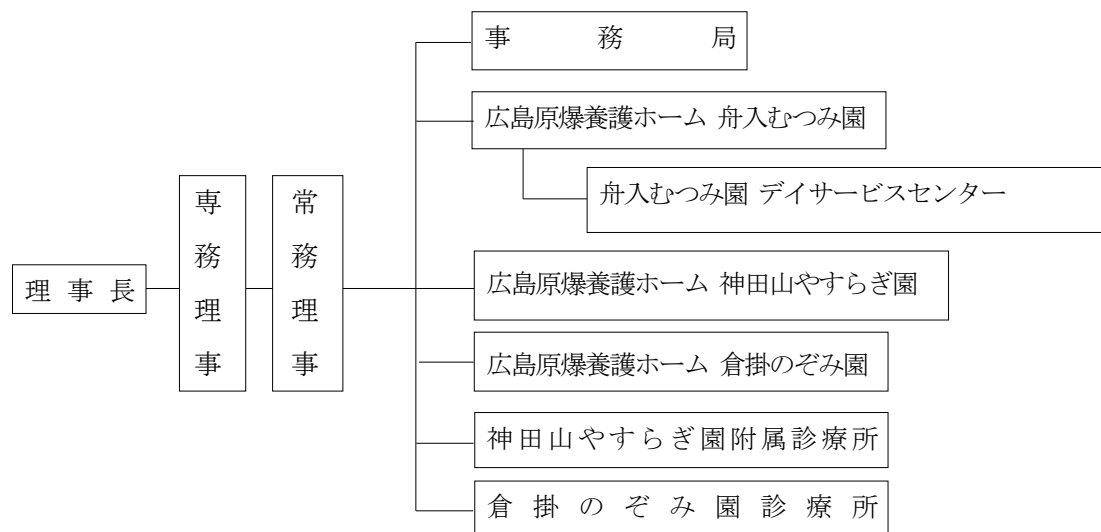 理事長
専務理事
常務理事
事務局
広島原爆養護ホーム 舟入むつみ園
舟入むつみ園 デイサービスセンター
広島原爆養護ホーム 神田山やすらぎ園
広島原爆養護ホーム 倉掛のぞみ園
神田山やすらぎ園附属診療所
倉掛のぞみ園診療所